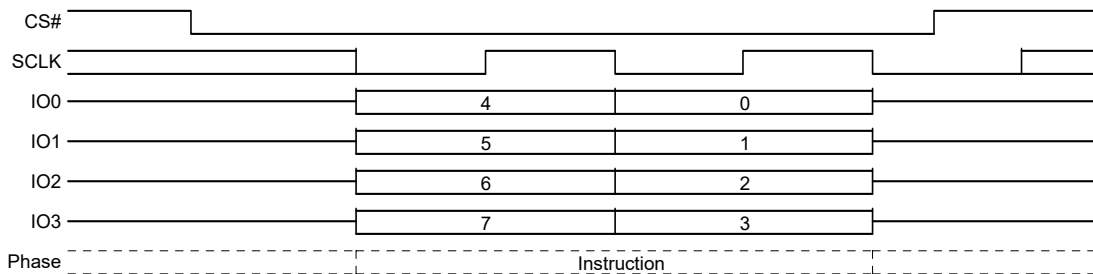 CS#
SCLK
IO0 4 0
IO1 5 1
IO2 6 2
IO3 7 3
Phase Instruction